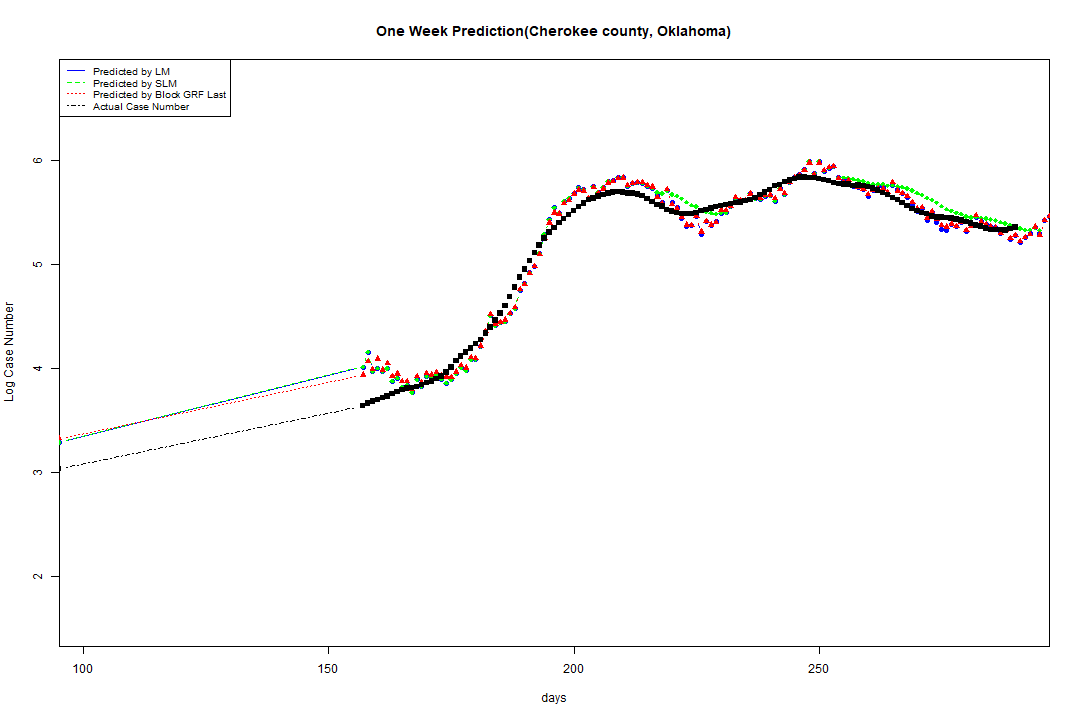 One Week Prediction(Cherokee county, Oklahoma)
Predicted by LM
Predicted by SLM
Predicted by Block GRF Last
Actual Case Number
6
5
4
3
2
Log Case Number
100 150 200 250
days